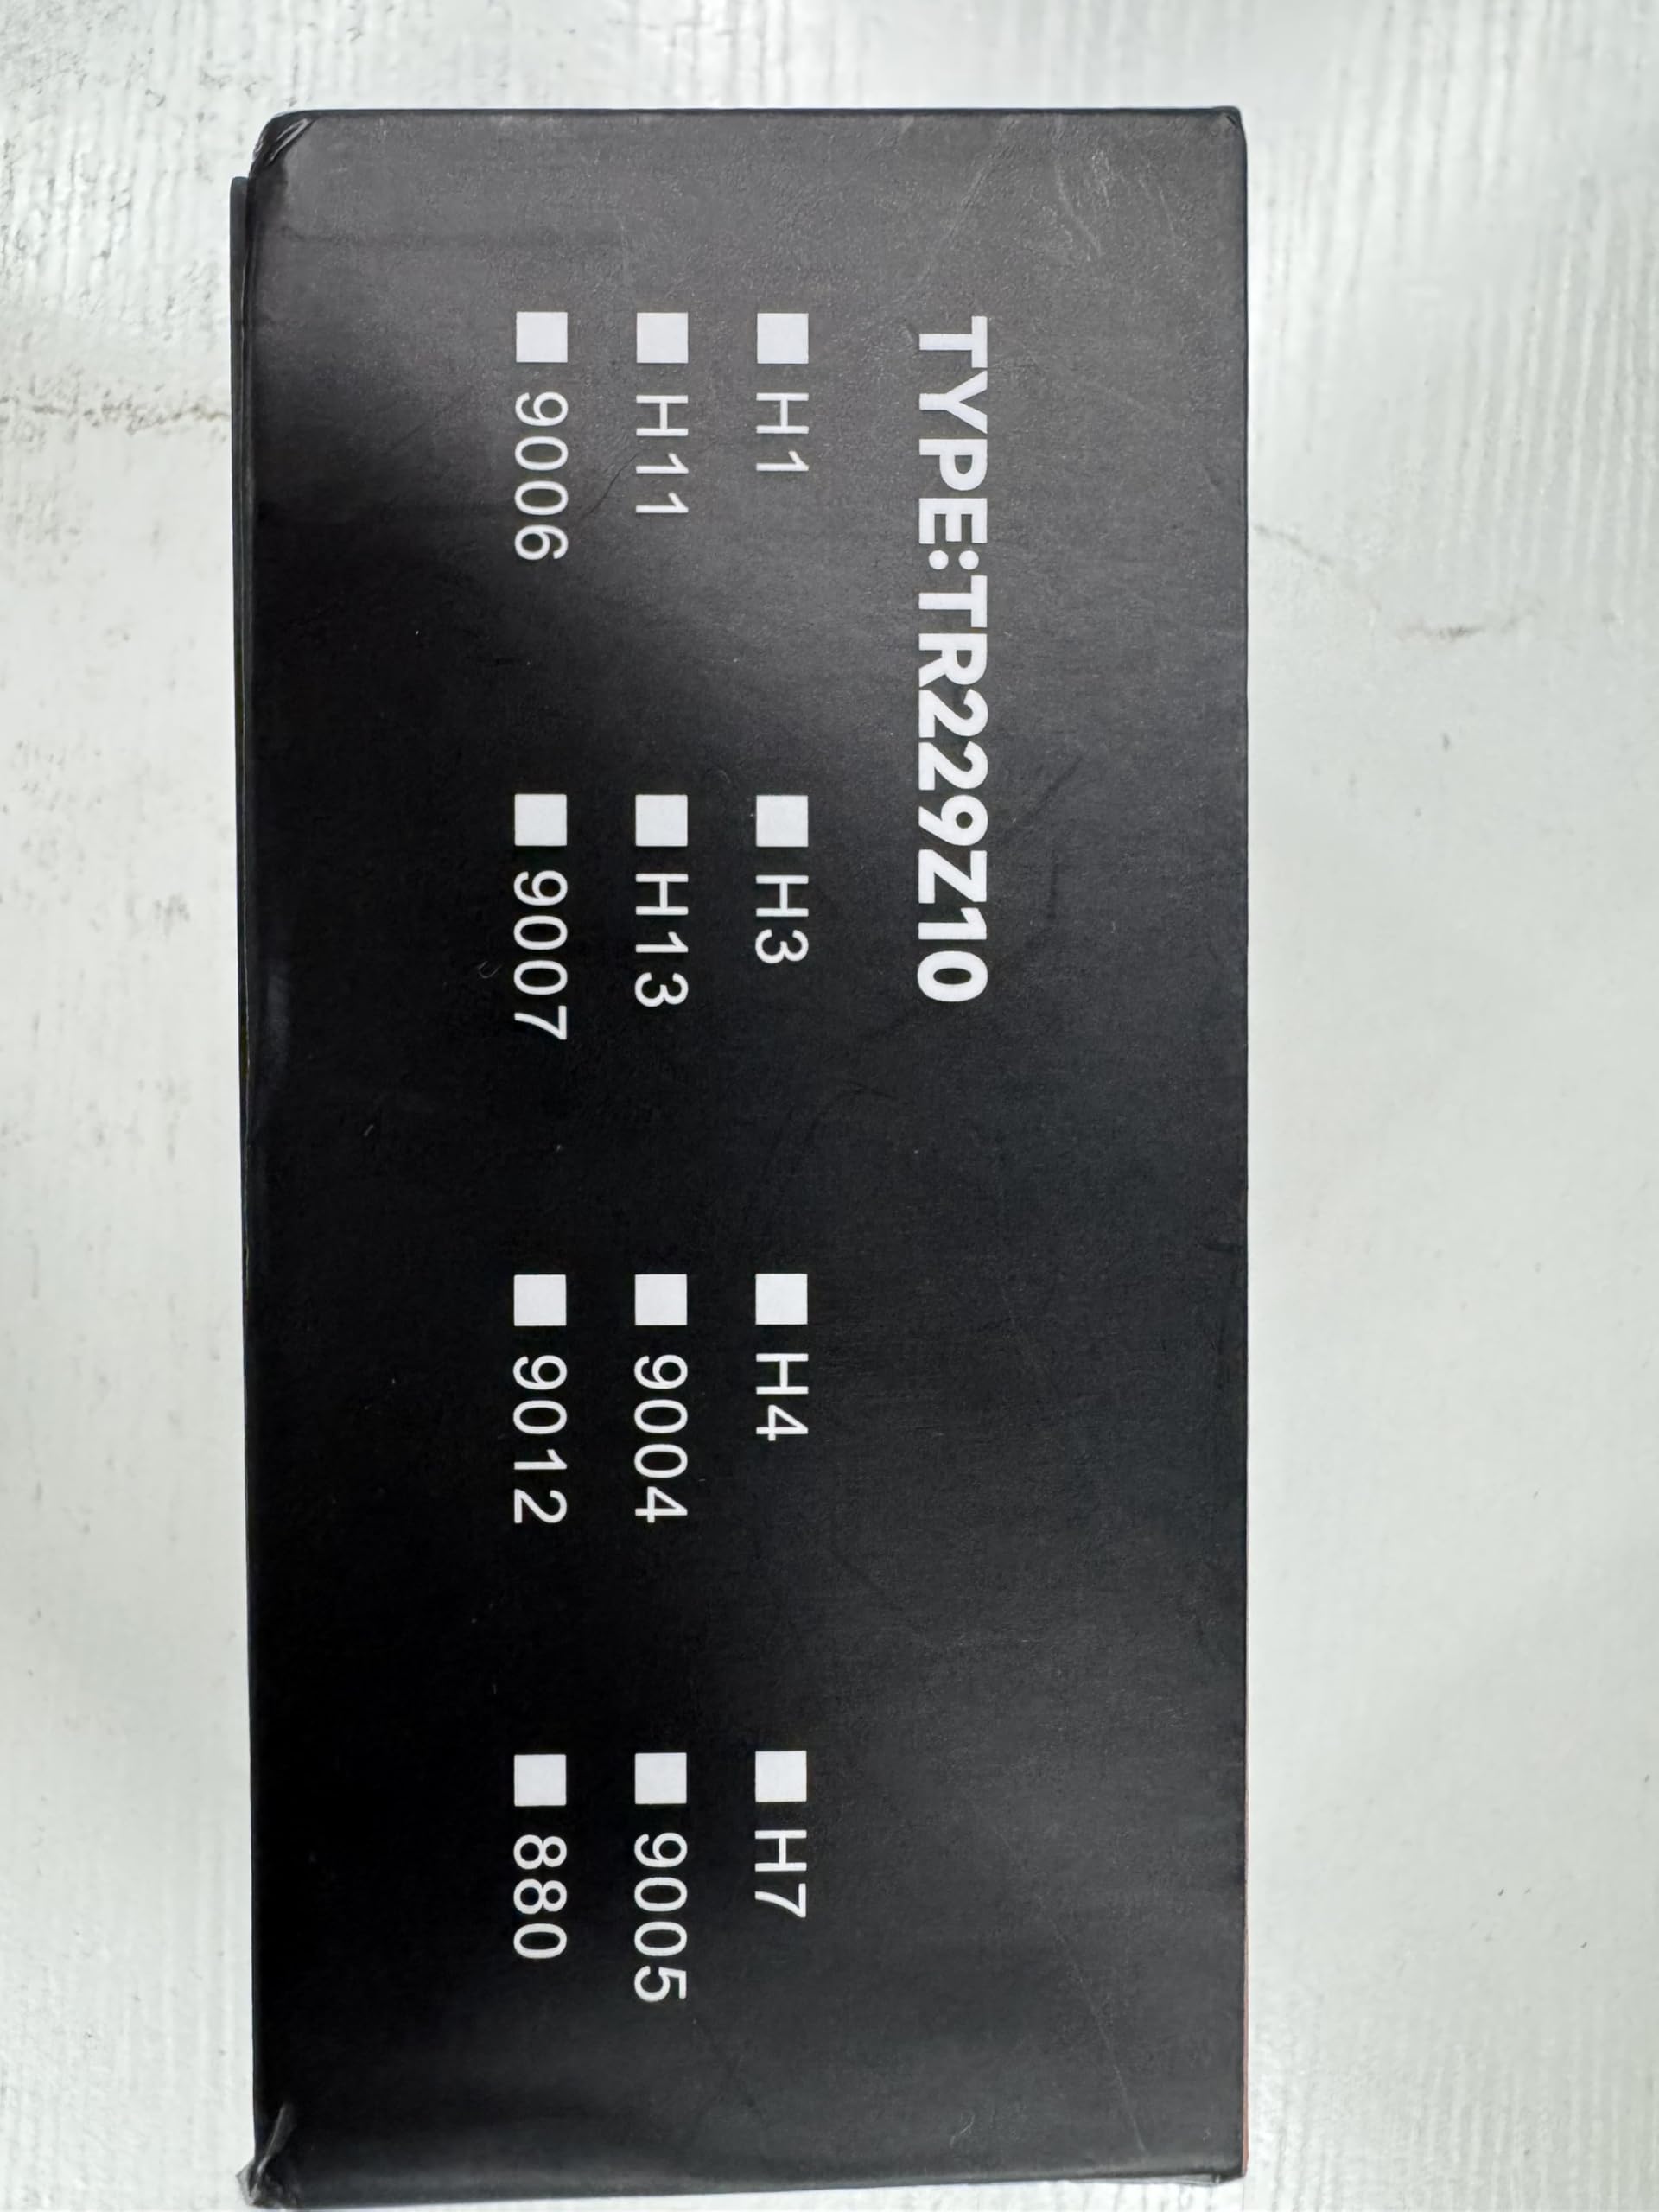 TYPE:TR229Z10
H1 H3 H4 H7
H11 H13 9004 9005
9006 9007 9012 880